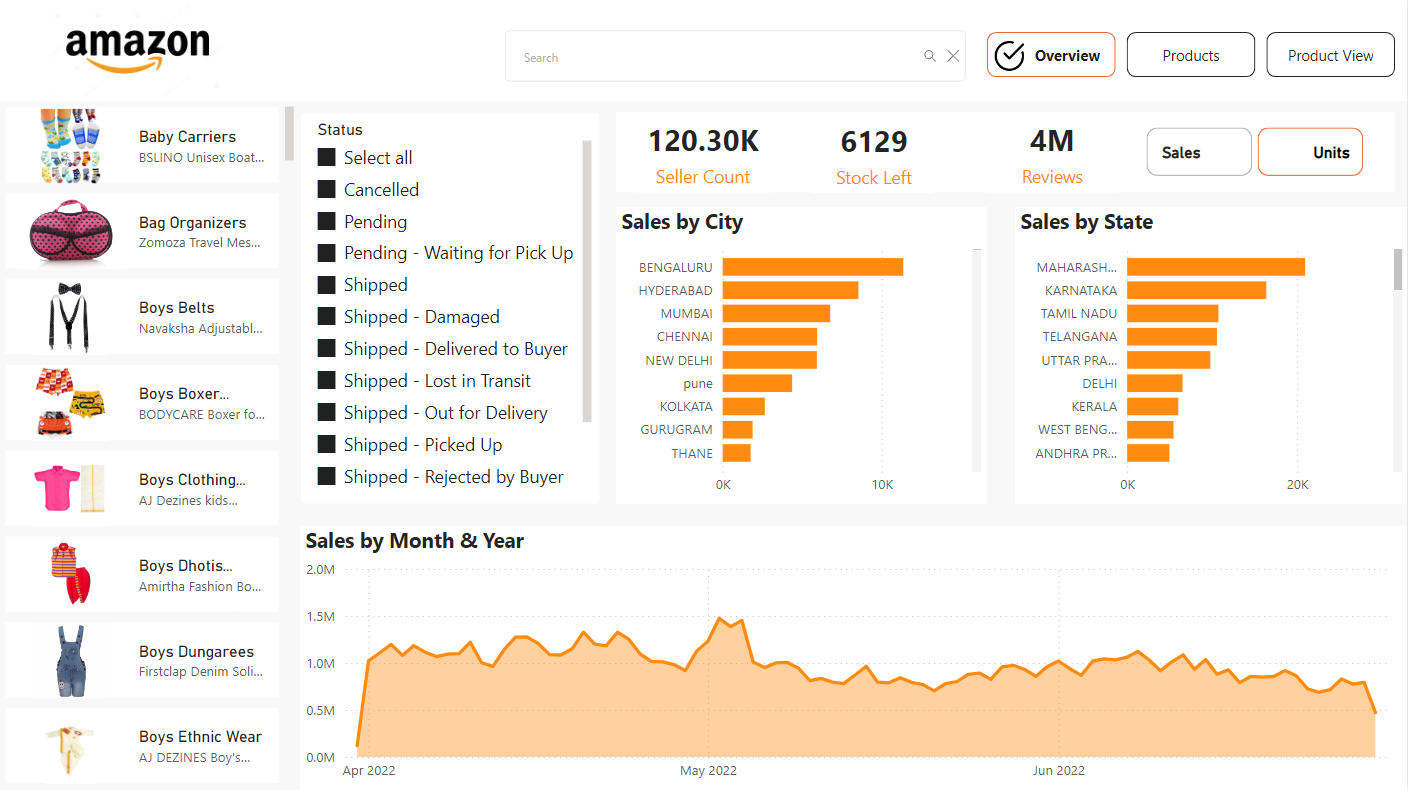 amazon
Search
Overview
Products
Product View
Baby Carriers
BSLINO Unisex Boat...
Bag Organizers
Zomoza Travel Mes...
Boys Belts
Navaksha Adjustabl...
Boys Boxer...
BODYCARE Boxer fo...
Boys Clothing...
AJ Dezines kids...
Boys Dhotis...
Amirtha Fashion Bo...
Boys Dungarees
Firstclap Denim Soli...
Boys Ethnic Wear
AJ DEZINES Boy's...
Status
Select all
Cancelled
Pending
Pending - Waiting for Pick Up
Shipped
Shipped - Damaged
Shipped - Delivered to Buyer
Shipped - Lost in Transit
Shipped - Out for Delivery
Shipped - Picked Up
Shipped - Rejected by Buyer
120.30K
Seller Count
6129
Stock Left
4M
Reviews
Sales
Units
Sales by City
BENGALURU
HYDERABAD
MUMBAI
CHENNAI
NEW DELHI
pune
KOLKATA
GURUGRAM
THANE
0K
10K
Sales by State
MAHARASH...
KARNATAKA
TAMIL NADU
TELANGANA
UTTAR PRA...
DELHI
KERALA
WEST BENG...
ANDHRA PR...
0K
20K
Sales by Month & Year
2.0M
1.5M
1.0M
0.5M
0.0M
Apr 2022
May 2022
Jun 2022